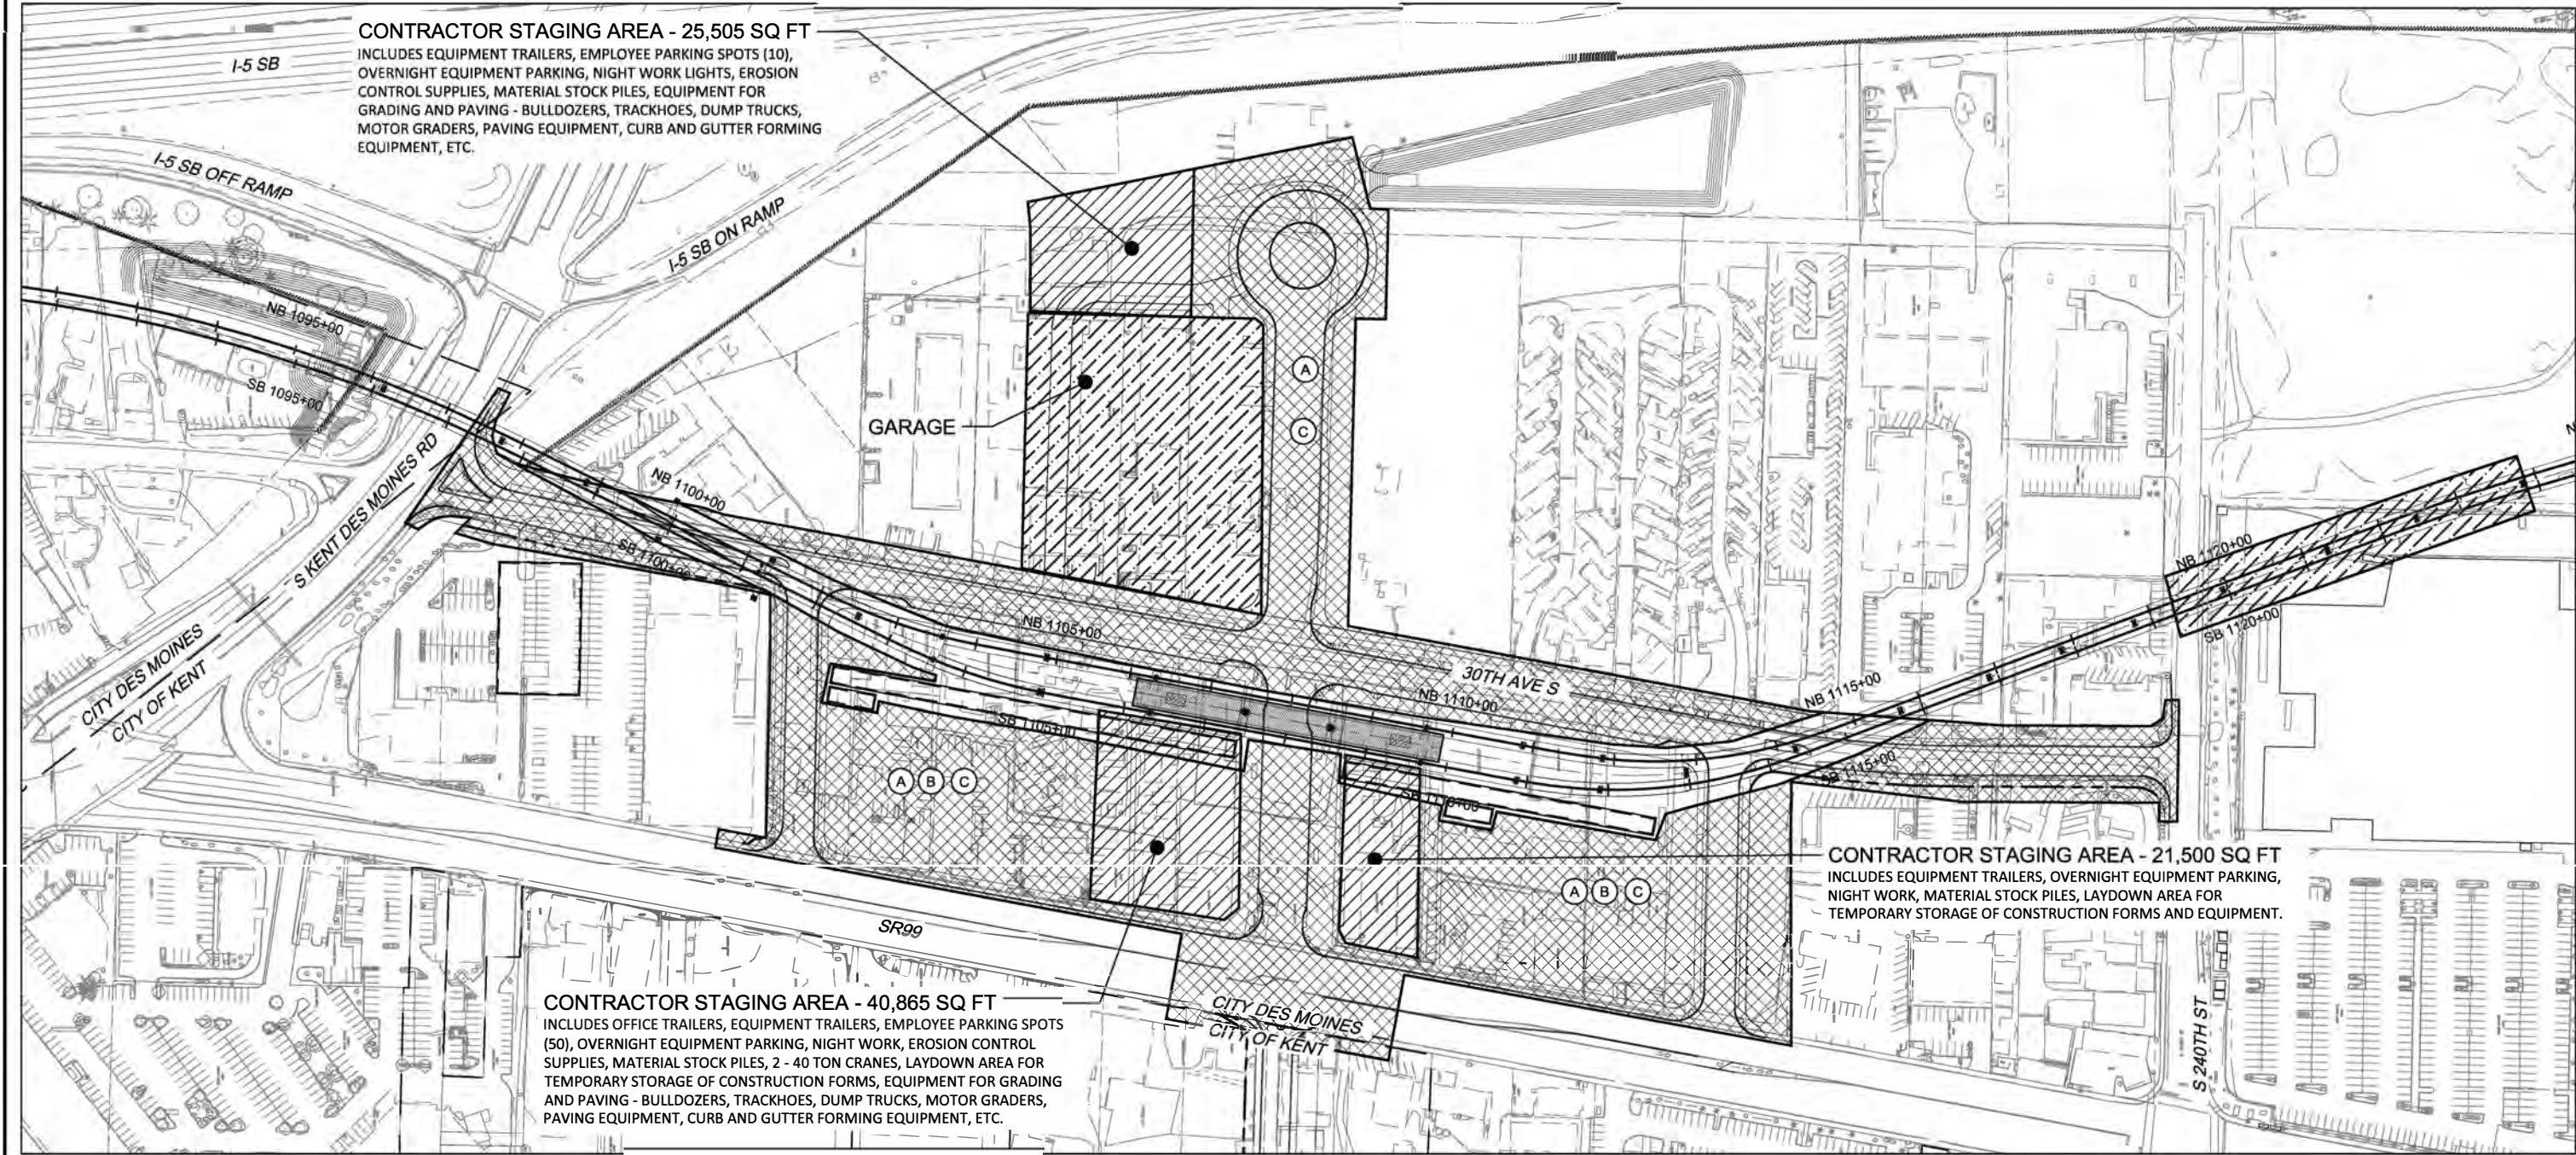 CONTRACTOR STAGING AREA - 25,505 SQ FT
INCLUDES EQUIPMENT TRAILERS, EMPLOYEE PARKING SPOTS (10),
OVERNIGHT EQUIPMENT PARKING, NIGHT WORK LIGHTS, EROSION
CONTROL SUPPLIES, MATERIAL STOCK PILES, EQUIPMENT FOR
GRADING AND PAVING - BULLDOZERS, TRACKHOES, DUMP TRUCKS,
MOTOR GRADERS, PAVING EQUIPMENT, CURB AND GUTTER FORMING
EQUIPMENT, ETC.
I-5 SB
I-5 SB OFF RAMP
I-5 SB ON RAMP
NB 1095+00
SB 1095+00
GARAGE
A
C
S KENT DES MOINES RD
NB 1100+00
SB 1100+00
CITY DES MOINES
CITY OF KENT
NB 1105+00
SB 1105+00
30TH AVE S
NB 1110+00
NB 1115+00
SB 1115+00
NB 1120+00
SB 1120+00
A B C
A B C
CONTRACTOR STAGING AREA - 21,500 SQ FT
INCLUDES EQUIPMENT TRAILERS, OVERNIGHT EQUIPMENT PARKING,
NIGHT WORK, MATERIAL STOCK PILES, LAYDOWN AREA FOR
TEMPORARY STORAGE OF CONSTRUCTION FORMS AND EQUIPMENT.
SR99
CONTRACTOR STAGING AREA - 40,865 SQ FT
INCLUDES OFFICE TRAILERS, EQUIPMENT TRAILERS, EMPLOYEE PARKING SPOTS
(50), OVERNIGHT EQUIPMENT PARKING, NIGHT WORK, EROSION CONTROL
SUPPLIES, MATERIAL STOCK PILES, 2 - 40 TON CRANES, LAYDOWN AREA FOR
TEMPORARY STORAGE OF CONSTRUCTION FORMS, EQUIPMENT FOR GRADING
AND PAVING - BULLDOZERS, TRACKHOES, DUMP TRUCKS, MOTOR GRADERS,
PAVING EQUIPMENT, CURB AND GUTTER FORMING EQUIPMENT, ETC.
CITY DES MOINES
CITY OF KENT
S 240TH ST